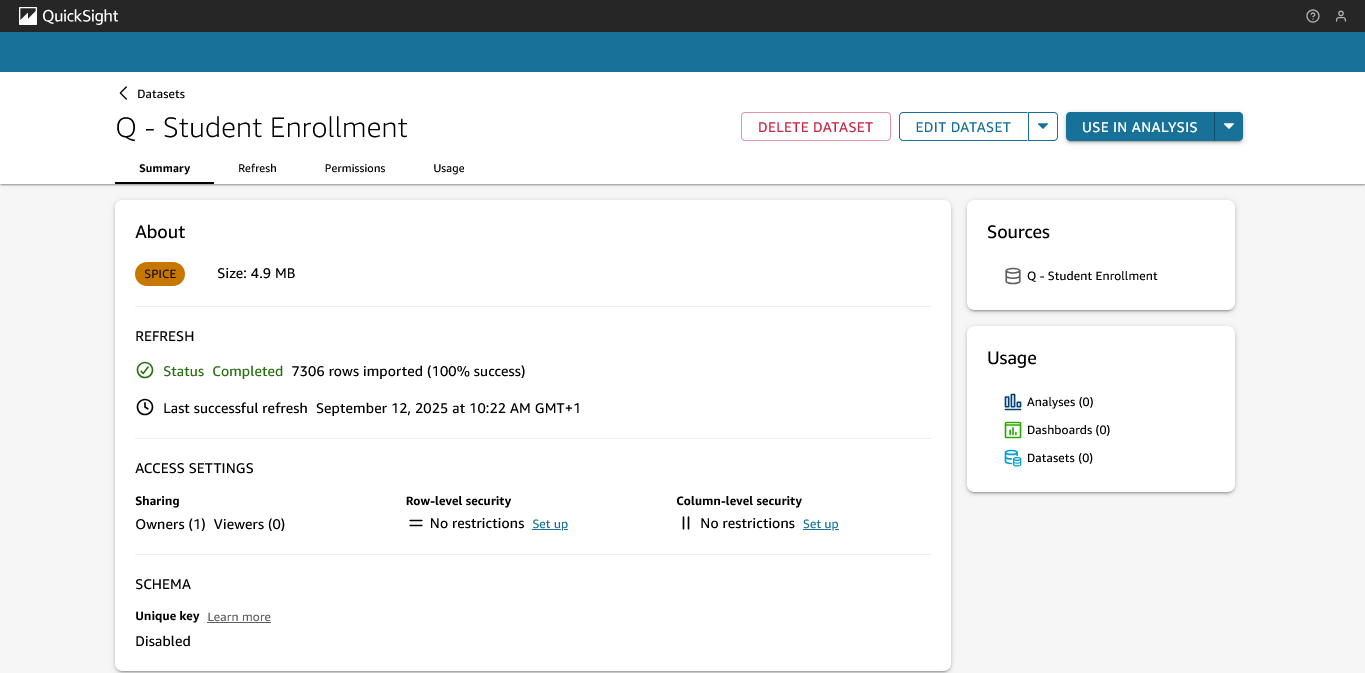 QuickSight
Datasets
Q - Student Enrollment
DELETE DATASET
EDIT DATASET
USE IN ANALYSIS
Summary Refresh Permissions Usage
About
SPICE Size: 4.9 MB
REFRESH
Status Completed 7306 rows imported (100% success)
Last successful refresh September 12, 2025 at 10:22 AM GMT+1
ACCESS SETTINGS
Sharing
Owners (1) Viewers (0)
Row-level security
No restrictions Set up
Column-level security
No restrictions Set up
SCHEMA
Unique key Learn more
Disabled
Sources
Q - Student Enrollment
Usage
Analyses (0)
Dashboards (0)
Datasets (0)